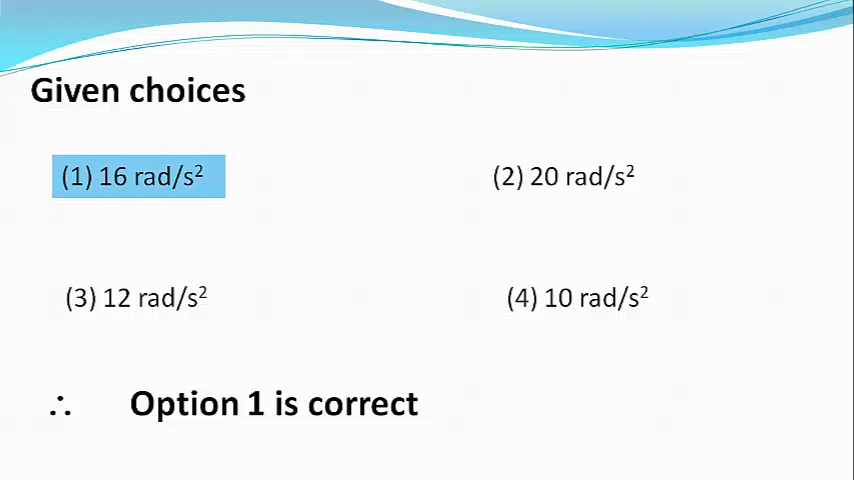 Given choices
(1) 16 rad/s²
(2) 20 rad/s²
(3) 12 rad/s²
(4) 10 rad/s²
∴ Option 1 is correct